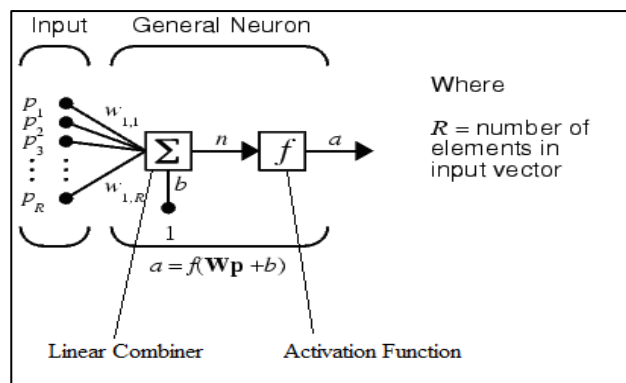 Input General Neuron
p1
p2
p3
pR
w1,1
w1,R
Σ
n
f
a
b
1
a = f(Wp + b)
Where
R = number of
elements in
input vector
Linear Combiner
Activation Function